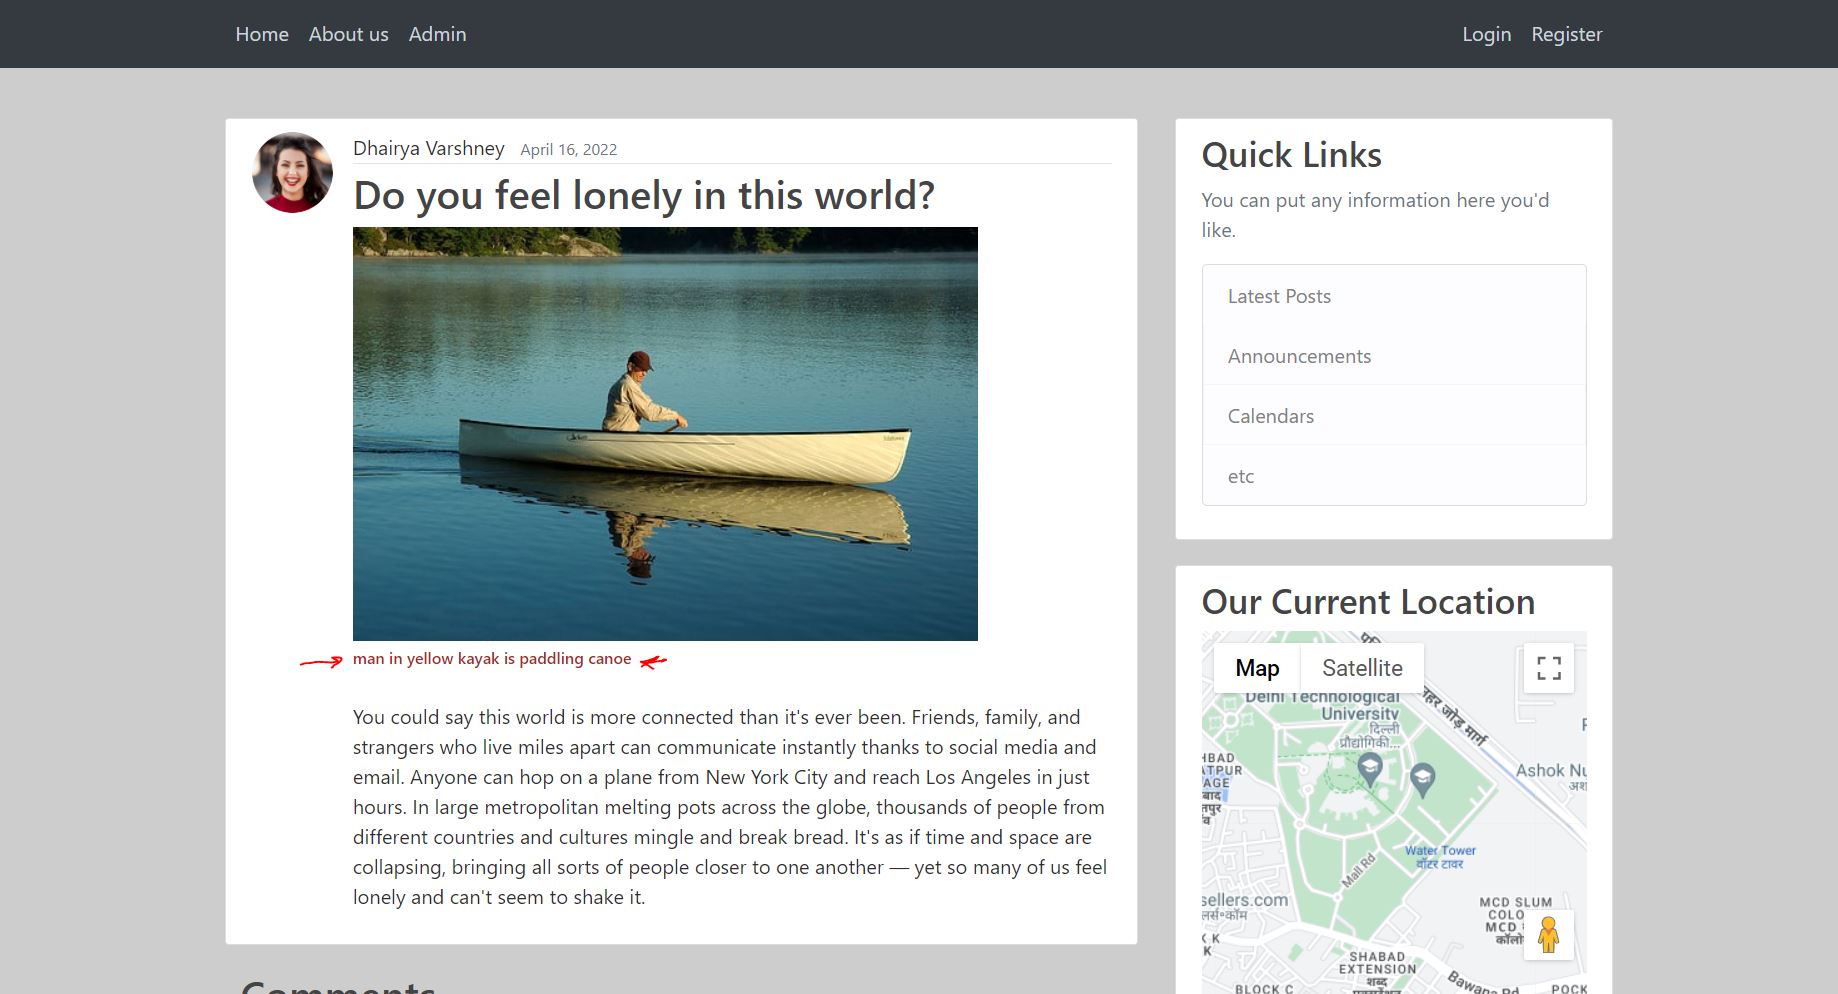 Home About us Admin
Login Register
Dhairya Varshney April 16, 2022
Do you feel lonely in this world?
man in yellow kayak is paddling canoe
You could say this world is more connected than it's ever been. Friends, family, and
strangers who live miles apart can communicate instantly thanks to social media and
email. Anyone can hop on a plane from New York City and reach Los Angeles in just
hours. In large metropolitan melting pots across the globe, thousands of people from
different countries and cultures mingle and break bread. It's as if time and space are
collapsing, bringing all sorts of people closer to one another — yet so many of us feel
lonely and can't seem to shake it.
Comments
Quick Links
You can put any information here you'd
like.
Latest Posts
Announcements
Calendars
etc
Our Current Location
Map Satellite
Delhi Technological
University
दिल्ली
प्रौद्योगिकी...
Ashok Nu
Water Tower
वॉटर टावर
Mall Rd
sellers.com
MCD SLUM
COLO
MCD
कॉलो
SHABAD
EXTENSION
शाहबाद
BLOCK C
Bawana Rd
POCK